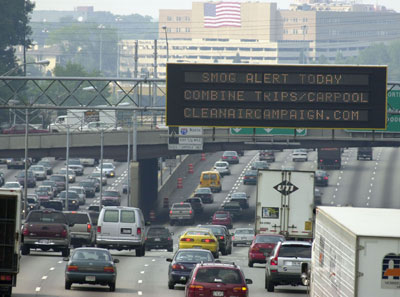 SMOG ALERT TODAY
COMBINE TRIPS/CARPOOL
CLEANAIRCAMPAIGN.COM